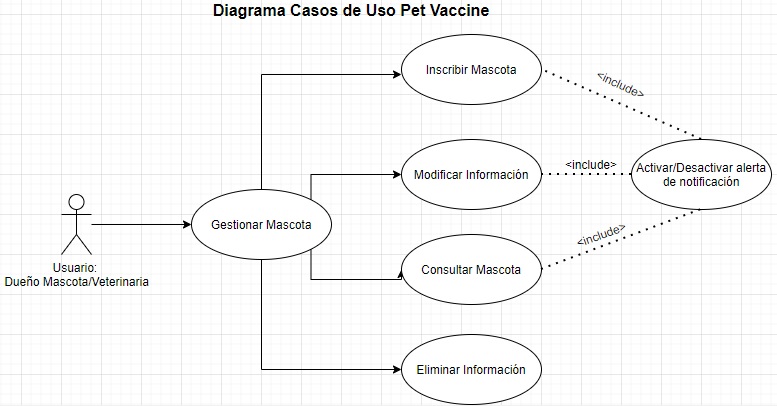 Diagrama Casos de Uso Pet Vaccine
Inscribir Mascota
<include>
Modificar Información
<include>
Activar/Desactivar alerta
de notificación
Gestionar Mascota
<include>
Consultar Mascota
Usuario:
Dueño Mascota/Veterinaria
Eliminar Información